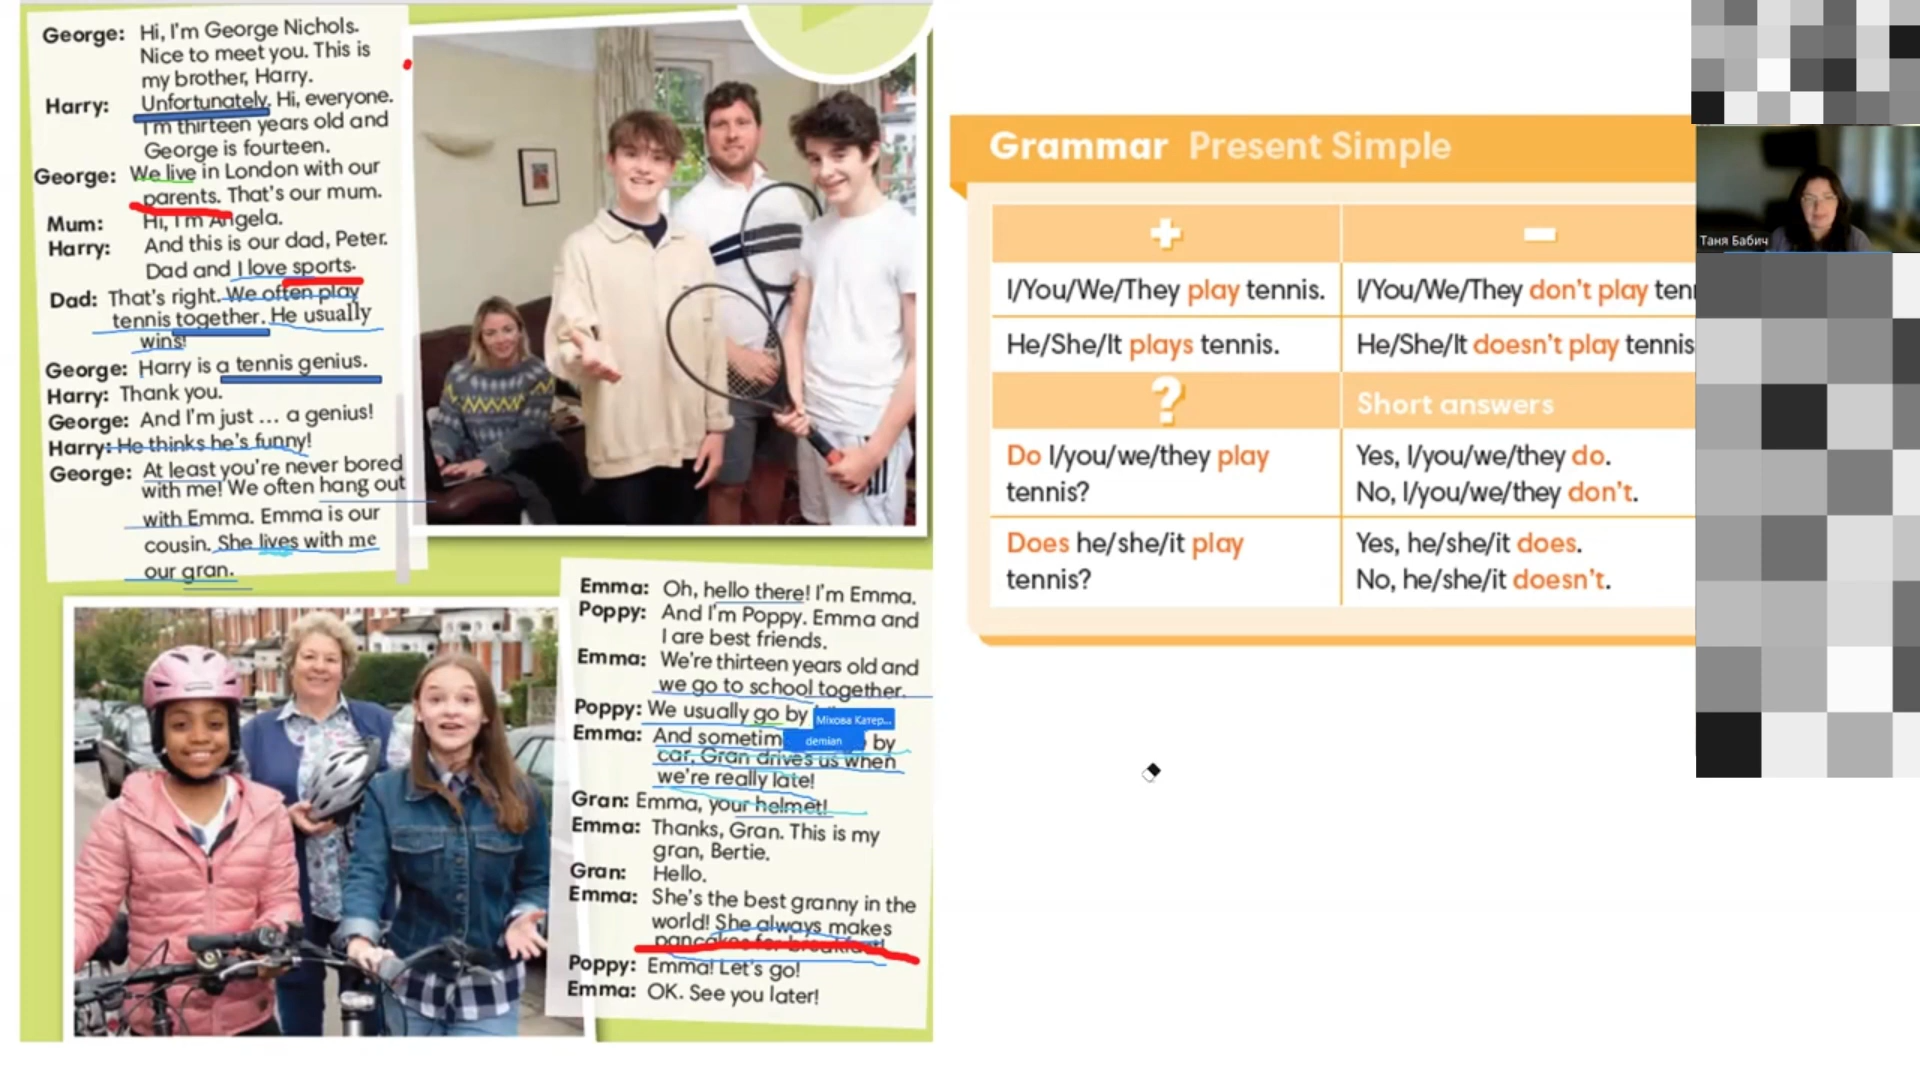 George: Hi, I'm George Nichols.
Nice to meet you. This is
my brother, Harry.
Harry: Unfortunately. Hi, everyone.
I'm thirteen years old and
George is fourteen.
George: We live in London with our
parents. That's our mum.
Mum: Hi, I'm Angela.
Harry: And this is our dad, Peter.
Dad and I love sports.
Dad: That's right. We often play
tennis together. He usually
wins!
George: Harry is a tennis genius.
Harry: Thank you.
George: And I'm just ... a genius!
Harry: He thinks he's funny!
George: At least you're never bored
with me! We often hang out
with Emma. Emma is our
cousin. She lives with me
our gran.
Emma: Oh, hello there! I'm Emma.
Poppy: And I'm Poppy. Emma and
I are best friends.
Emma: We're thirteen years old and
we go to school together.
Poppy: We usually go by
Міхова Катер...
Emma: And sometim by
demian
car. Gran drives us when
we're really late!
Gran: Emma, your helmet!
Emma: Thanks, Gran. This is my
gran, Bertie.
Gran: Hello.
Emma: She's the best granny in the
world! She always makes
pancakes for breakfast!
Poppy: Emma! Let's go!
Emma: OK. See you later!
Grammar Present Simple
+ –
I/You/We/They play tennis. I/You/We/They don't play ten
He/She/It plays tennis. He/She/It doesn't play tennis
? Short answers
Do I/you/we/they play
tennis?
Yes, I/you/we/they do.
No, I/you/we/they don't.
Does he/she/it play
tennis?
Yes, he/she/it does.
No, he/she/it doesn't.
Таня Бабич